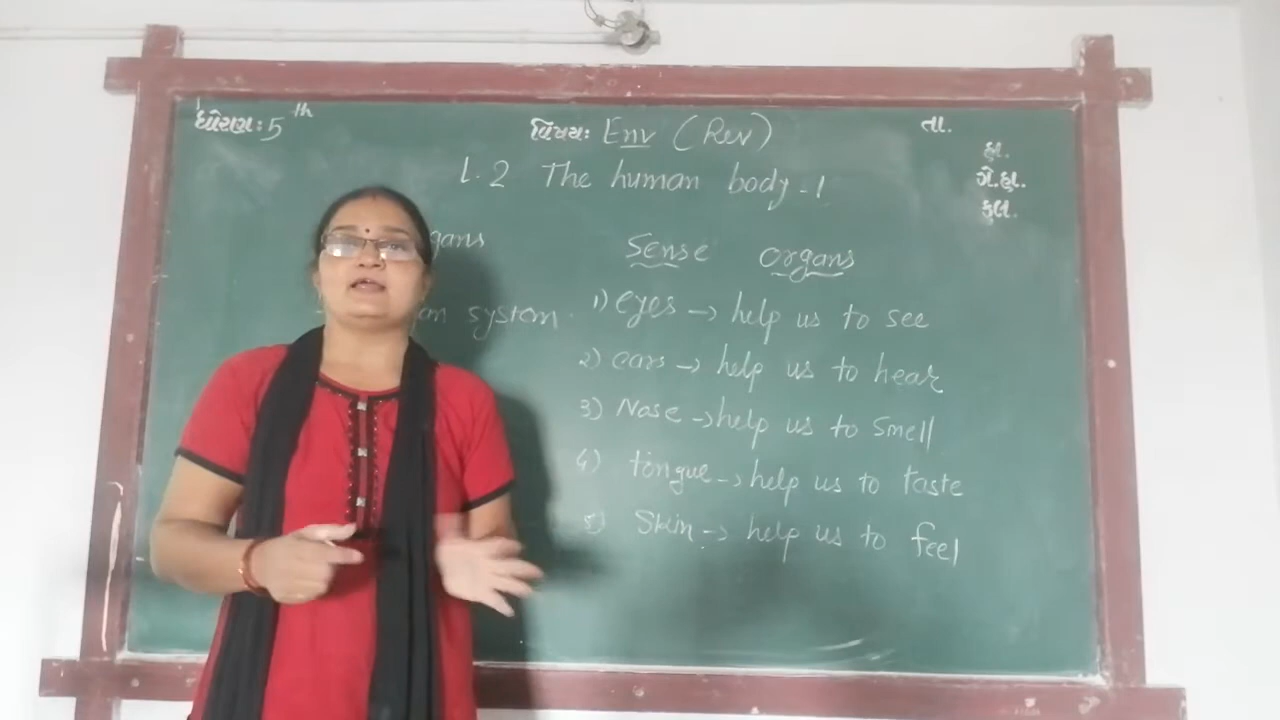 ધોરણ: 5th
વિષય: Env (Rev)
તા.
હા.
ગે.હા.
કુલ.
L.2 The human body-1
gans
system.
Sense organs
1) eyes → help us to see
2) ears → help us to hear
3) Nose → help us to smell
4) tongue → help us to taste
5) Skin → help us to feel